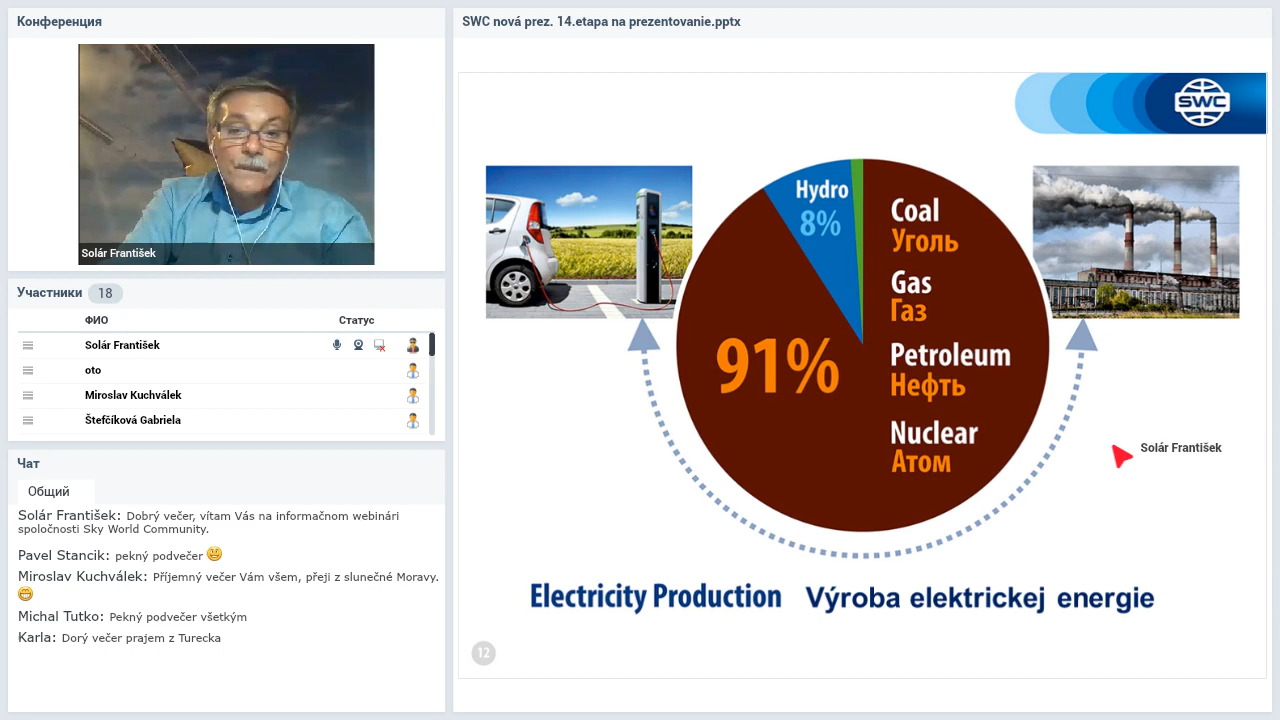 Конференция
Solár František
Участники 18
ФИО Статус
Solár František
oto
Miroslav Kuchválek
Štefčíková Gabriela
Чат
Общий
Solár František: Dobrý večer, vítam Vás na informačnom webinári
spoločnosti Sky World Community.
Pavel Stancik: pekný podvečer
Miroslav Kuchválek: Příjemný večer Vám všem, přeji z slunečné Moravy.
Michal Tutko: Pekný podvečer všetkým
Karla: Dorý večer prajem z Turecka
SWC nová prez. 14.etapa na prezentovanie.pptx
SWC
Hydro
8%
91%
Coal
Уголь
Gas
Газ
Petroleum
Нефть
Nuclear
Атом
Solár František
Electricity Production Výroba elektrickej energie
12